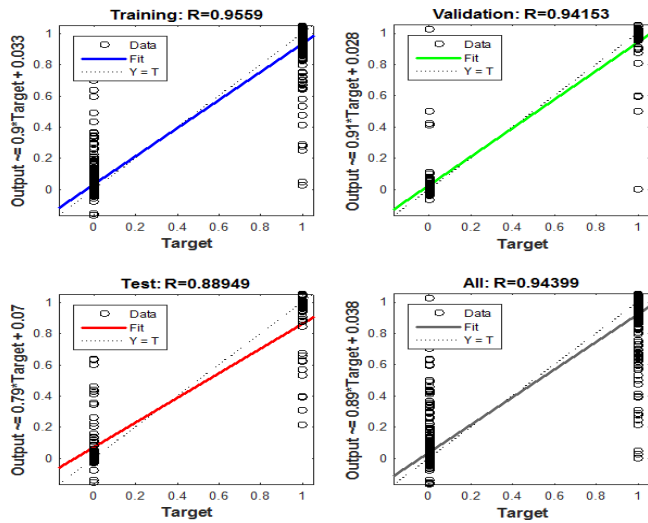 Training: R=0.9559
Output ~= 0.9*Target + 0.033
1
0.8
0.6
0.4
0.2
0
Data
Fit
Y = T
0
0.2
0.4
0.6
0.8
1
Target
Validation: R=0.94153
Output ~= 0.91*Target + 0.028
1
0.8
0.6
0.4
0.2
0
Data
Fit
Y = T
0
0.2
0.4
0.6
0.8
1
Target
Test: R=0.88949
Output ~= 0.79*Target + 0.07
1
0.8
0.6
0.4
0.2
0
Data
Fit
Y = T
0
0.2
0.4
0.6
0.8
1
Target
All: R=0.94399
Output ~= 0.89*Target + 0.038
1
0.8
0.6
0.4
0.2
0
Data
Fit
Y = T
0
0.2
0.4
0.6
0.8
1
Target